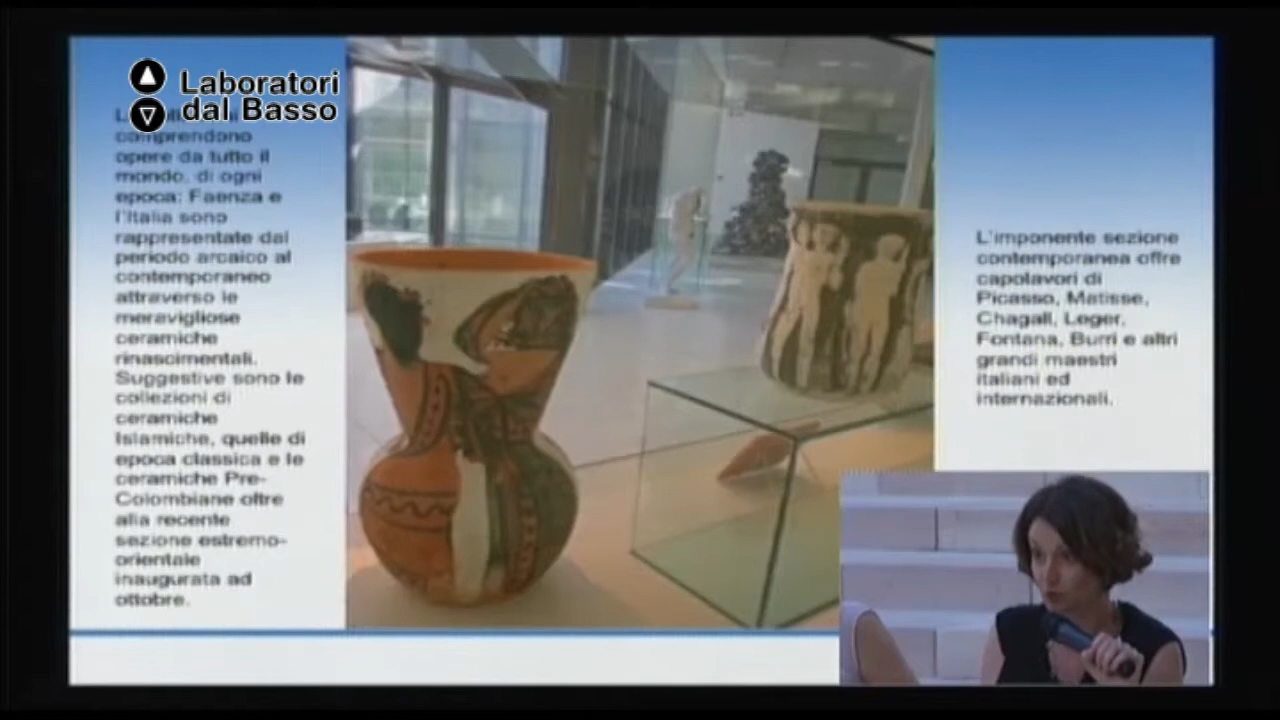 Laboratori
dal Basso
comprendono
opere da tutto il
mondo, di ogni
epoca: Faenza e
l'Italia sono
rappresentate dal
periodo arcaico al
contemporaneo
attraverso le
meravigliose
ceramiche
rinascimentali.
Suggestive sono le
collezioni di
ceramiche
Islamiche, quelle di
epoca classica e le
ceramiche Pre-
Colombiane oltre
alla recente
sezione estremo-
orientale
inaugurata ad
ottobre.
L'imponente sezione
contemporanea offre
capolavori di
Picasso, Matisse,
Chagall, Leger,
Fontana, Burri e altri
grandi maestri
italiani ed
internazionali.